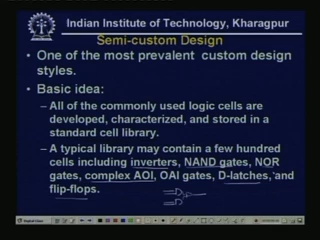 Indian Institute of Technology, Kharagpur
Semi-custom Design
• One of the most prevalent custom design
styles.
• Basic idea:
– All of the commonly used logic cells are
developed, characterized, and stored in a
standard cell library.
– A typical library may contain a few hundred
cells including inverters, NAND gates, NOR
gates, complex AOI, OAI gates, D-latches, and
flip-flops.